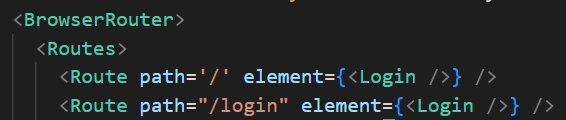 <BrowserRouter>
<Routes>
<Route path='/' element={<Login />} />
<Route path="/login" element={<Login />} />